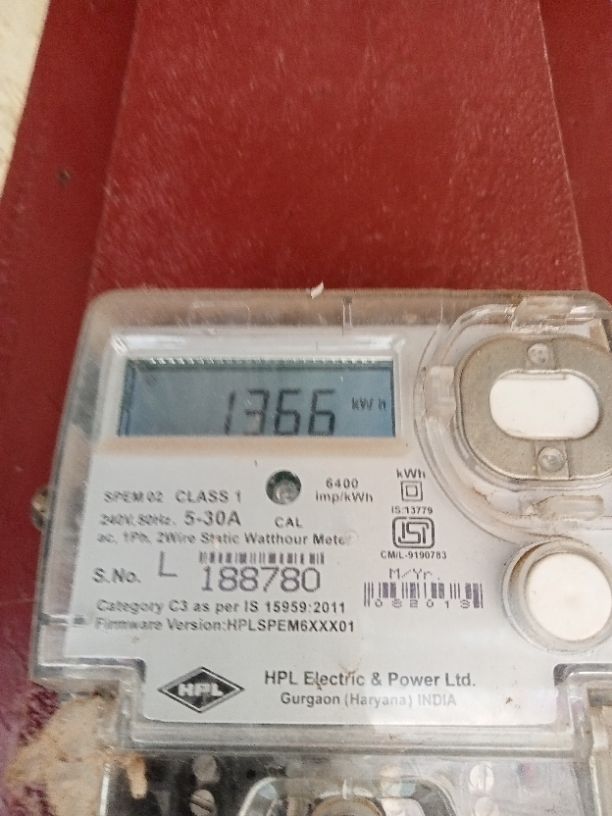 1366 kWh
SPEM 02 CLASS 1
6400
imp/kWh
kWh
240V, 50Hz. 5-30A
CAL
IS:13779
ac, 1Ph, 2Wire Static Watthour Meter
ISI
CM/L-9190783
S.No. L 188780
M/Yr.
082019
Category C3 as per IS 15959:2011
Firmware Version:HPLSPEM6XXX01
HPL
HPL Electric & Power Ltd.
Gurgaon (Haryana) INDIA